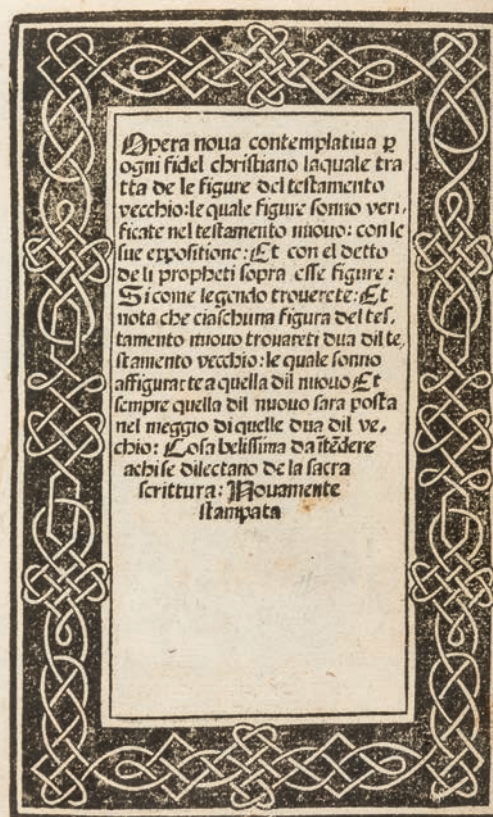 Opera noua contemplatiua ꝑ
ogni fidel christiano laquale tra
tta de le figure del testamento
vecchio:le quale figure sonno veri-
ficate nel testamento nuouo: con le
sue expositione: Et con el detto
de li propheti sopra esse figure:
Si come legendo trouerete: Et
nota che ciaschuna figura del tes-
tamento nuouo trouareti dua dil te-
stamento vecchio: le quale sonno
affigurate a quella dil nuouo Et
sempre quella dil nuouo sara posta
nel meggio di quelle dua dil ve-
chio: Cosa belissima da ītēdere
achi se dilectano de la sacra
scrittura: Nouamente
stampata